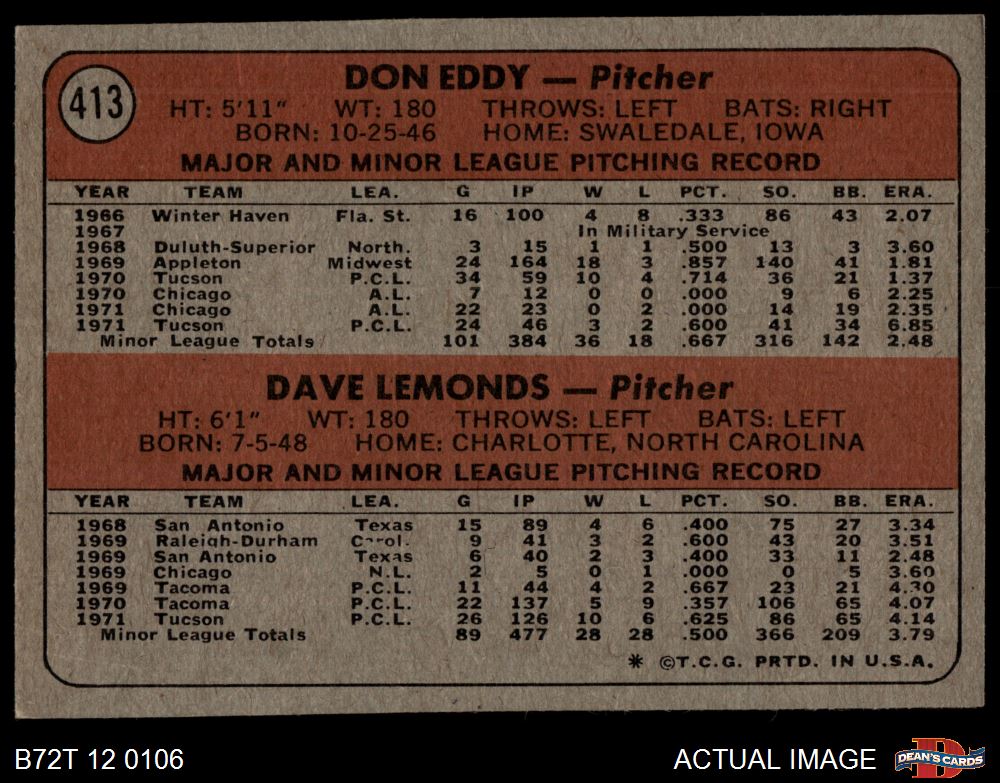 413
DON EDDY — Pitcher
HT: 5'11" WT: 180 THROWS: LEFT BATS: RIGHT
BORN: 10-25-46 HOME: SWALEDALE, IOWA
MAJOR AND MINOR LEAGUE PITCHING RECORD
YEAR TEAM LEA. G IP W L PCT. SO. BB. ERA.
1966 Winter Haven Fla. St. 16 100 4 8 .333 86 43 2.07
1967 In Military Service
1968 Duluth-Superior North. 3 15 1 1 .500 13 3 3.60
1969 Appleton Midwest 24 164 18 3 .857 140 41 1.81
1970 Tucson P.C.L. 34 59 10 4 .714 36 21 1.37
1970 Chicago A.L. 7 12 0 0 .000 9 6 2.25
1971 Chicago A.L. 22 23 0 2 .000 14 19 2.35
1971 Tucson P.C.L. 24 46 3 2 .600 41 34 6.85
Minor League Totals 101 384 36 18 .667 316 142 2.48
DAVE LEMONDS — Pitcher
HT: 6'1" WT: 180 THROWS: LEFT BATS: LEFT
BORN: 7-5-48 HOME: CHARLOTTE, NORTH CAROLINA
MAJOR AND MINOR LEAGUE PITCHING RECORD
YEAR TEAM LEA. G IP W L PCT. SO. BB. ERA.
1968 San Antonio Texas 15 89 4 6 .400 75 27 3.34
1969 Raleigh-Durham Carol. 9 41 3 2 .600 43 20 3.51
1969 San Antonio Texas 6 40 2 3 .400 33 11 2.48
1969 Chicago N.L. 2 5 0 1 .000 0 5 3.60
1969 Tacoma P.C.L. 11 44 4 2 .667 23 21 4.30
1970 Tacoma P.C.L. 22 137 5 9 .357 106 65 4.07
1971 Tucson P.C.L. 26 126 10 6 .625 86 65 4.14
Minor League Totals 89 477 28 28 .500 366 209 3.79
* ©T.C.G. PRTD. IN U.S.A.
B72T 12 0106
ACTUAL IMAGE
DEAN'S CARDS